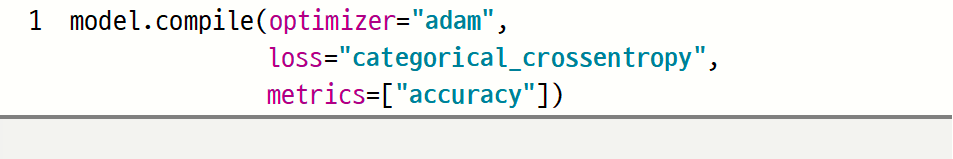 1 model.compile(optimizer="adam",
loss="categorical_crossentropy",
metrics=["accuracy"])